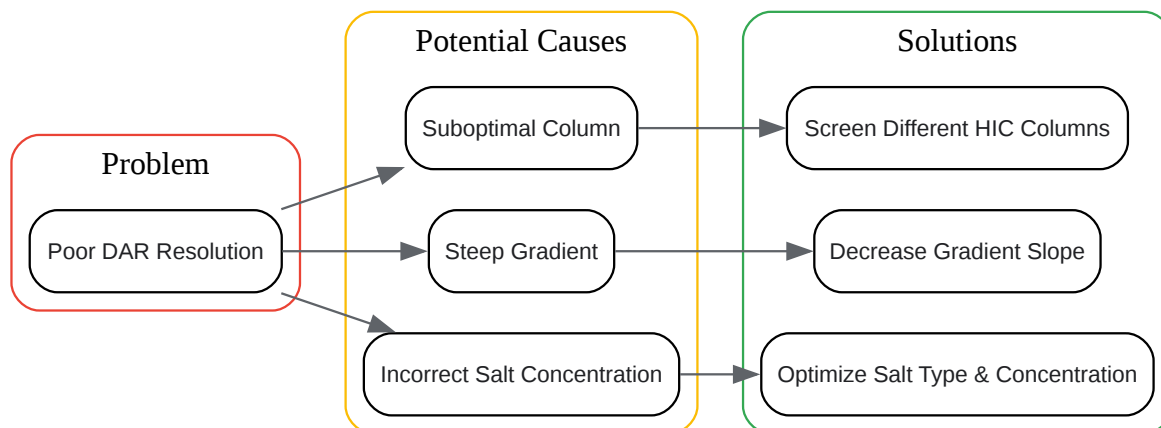 Problem
Poor DAR Resolution
Potential Causes
Suboptimal Column
Steep Gradient
Incorrect Salt Concentration
Solutions
Screen Different HIC Columns
Decrease Gradient Slope
Optimize Salt Type & Concentration